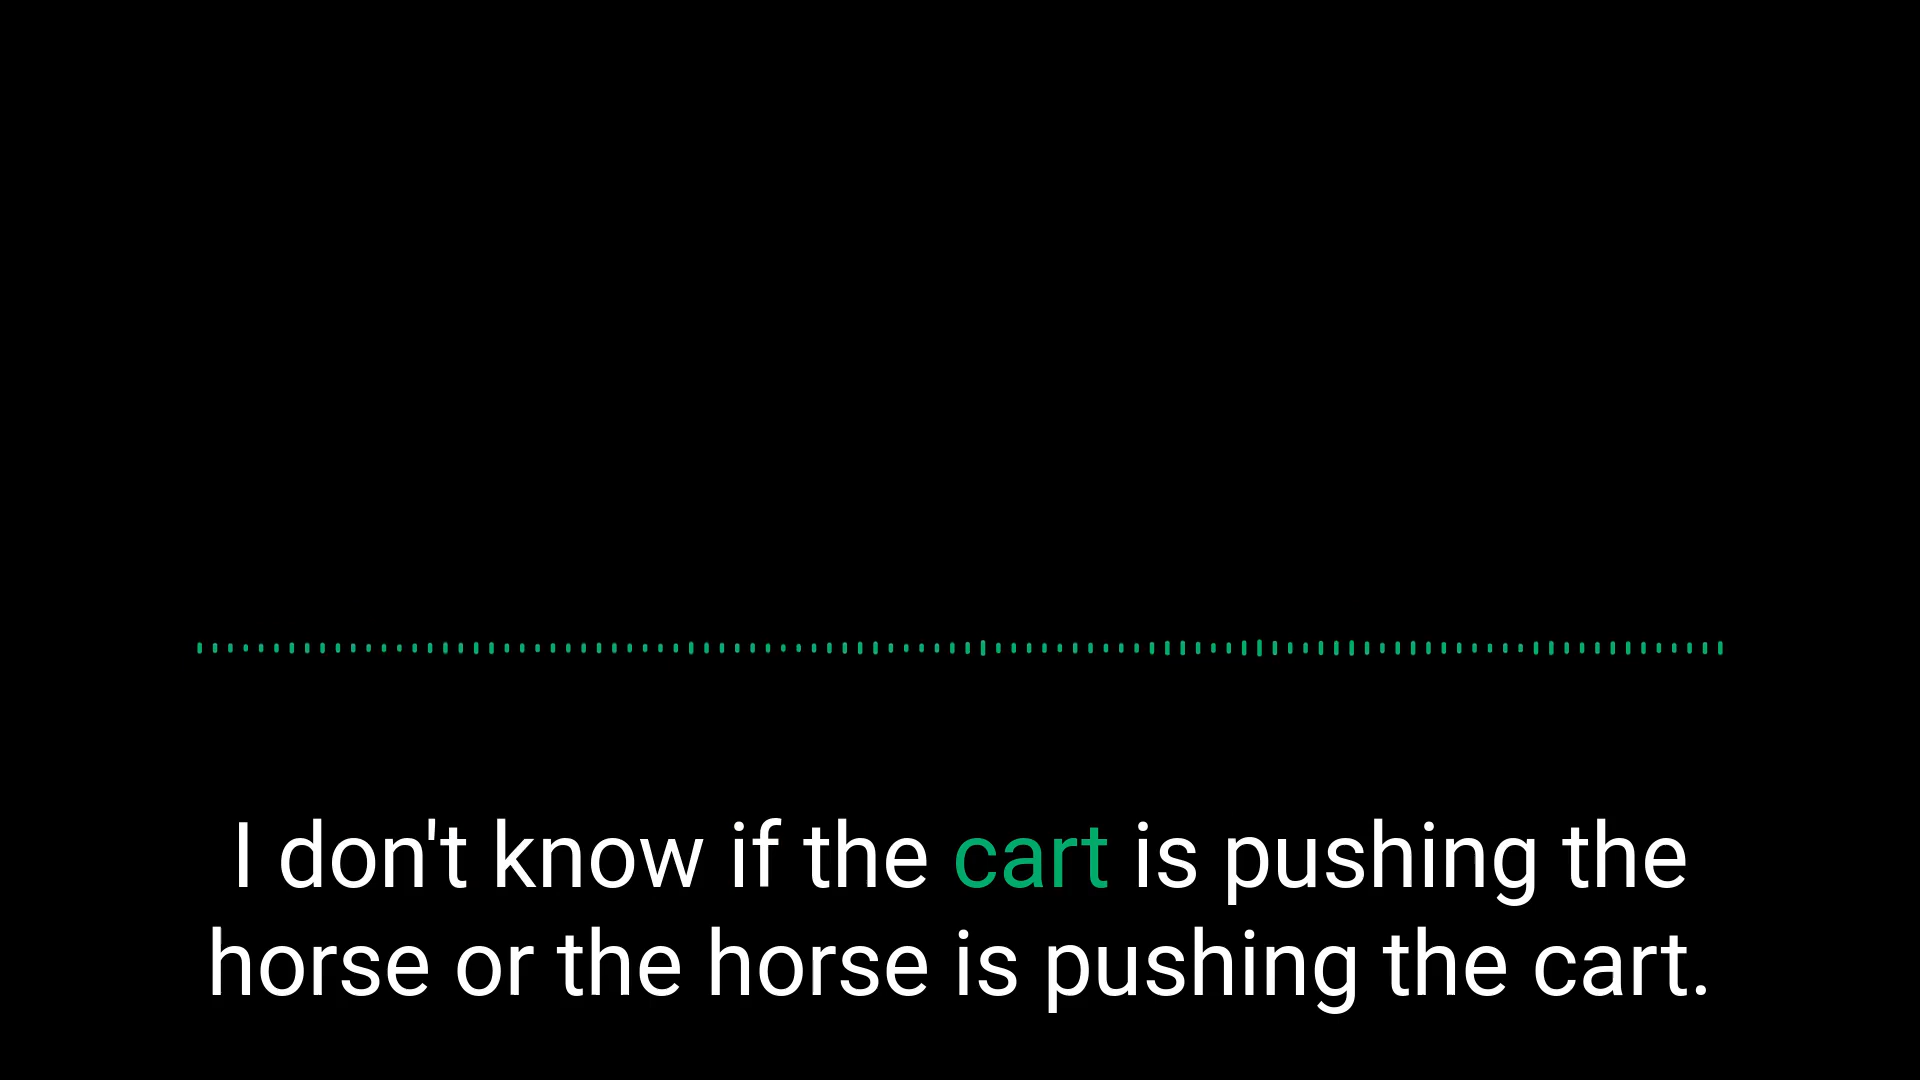 I don't know if the cart is pushing the
horse or the horse is pushing the cart.